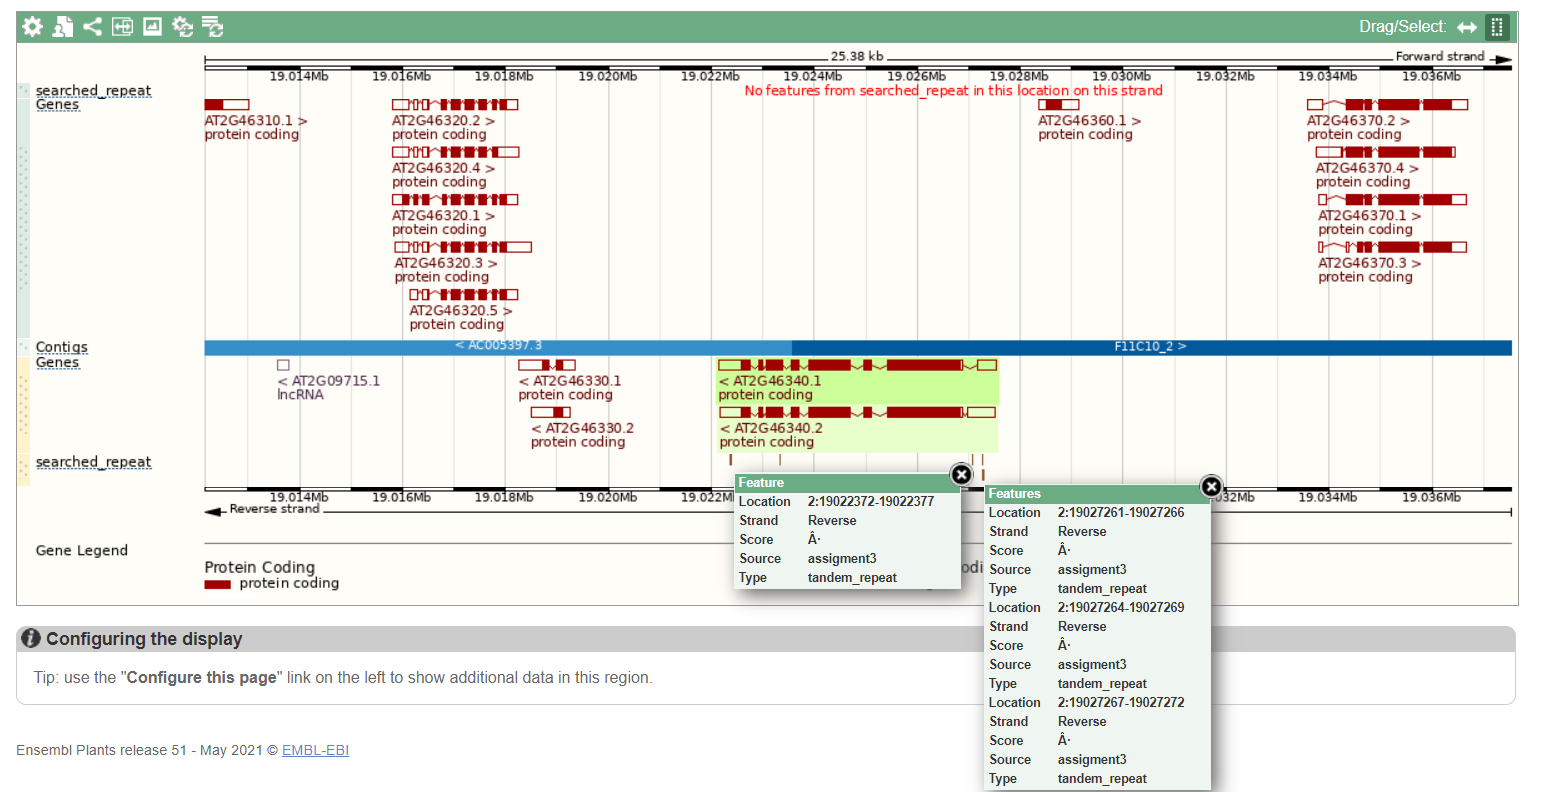 Drag/Select:
25.38 kb
Forward strand
19.014Mb 19.016Mb 19.018Mb 19.020Mb 19.022Mb 19.024Mb 19.026Mb 19.028Mb 19.030Mb 19.032Mb 19.034Mb 19.036Mb
searched_repeat
No features from searched_repeat in this location on this strand
Genes
AT2G46310.1 >
protein coding
AT2G46320.2 >
protein coding
AT2G46360.1 >
protein coding
AT2G46370.2 >
protein coding
AT2G46320.4 >
protein coding
AT2G46370.4 >
protein coding
AT2G46320.1 >
protein coding
AT2G46370.1 >
protein coding
AT2G46320.3 >
protein coding
AT2G46370.3 >
protein coding
AT2G46320.5 >
protein coding
Contigs
< AC005397.3
F11C10_2 >
Genes
< AT2G09715.1
lncRNA
< AT2G46330.1
protein coding
< AT2G46340.1
protein coding
< AT2G46330.2
protein coding
< AT2G46340.2
protein coding
searched_repeat
19.014Mb 19.016Mb 19.018Mb 19.020Mb 19.034Mb 19.036Mb
Reverse strand
Gene Legend
Protein Coding
protein coding
Feature
Location 2:19022372-19022377
Strand Reverse
Score Â·
Source assigment3
Type tandem_repeat
Features
Location 2:19027261-19027266
Strand Reverse
Score Â·
Source assigment3
Type tandem_repeat
Location 2:19027264-19027269
Strand Reverse
Score Â·
Source assigment3
Type tandem_repeat
Location 2:19027267-19027272
Strand Reverse
Score Â·
Source assigment3
Type tandem_repeat
Configuring the display
Tip: use the "Configure this page" link on the left to show additional data in this region.
Ensembl Plants release 51 - May 2021 © EMBL-EBI